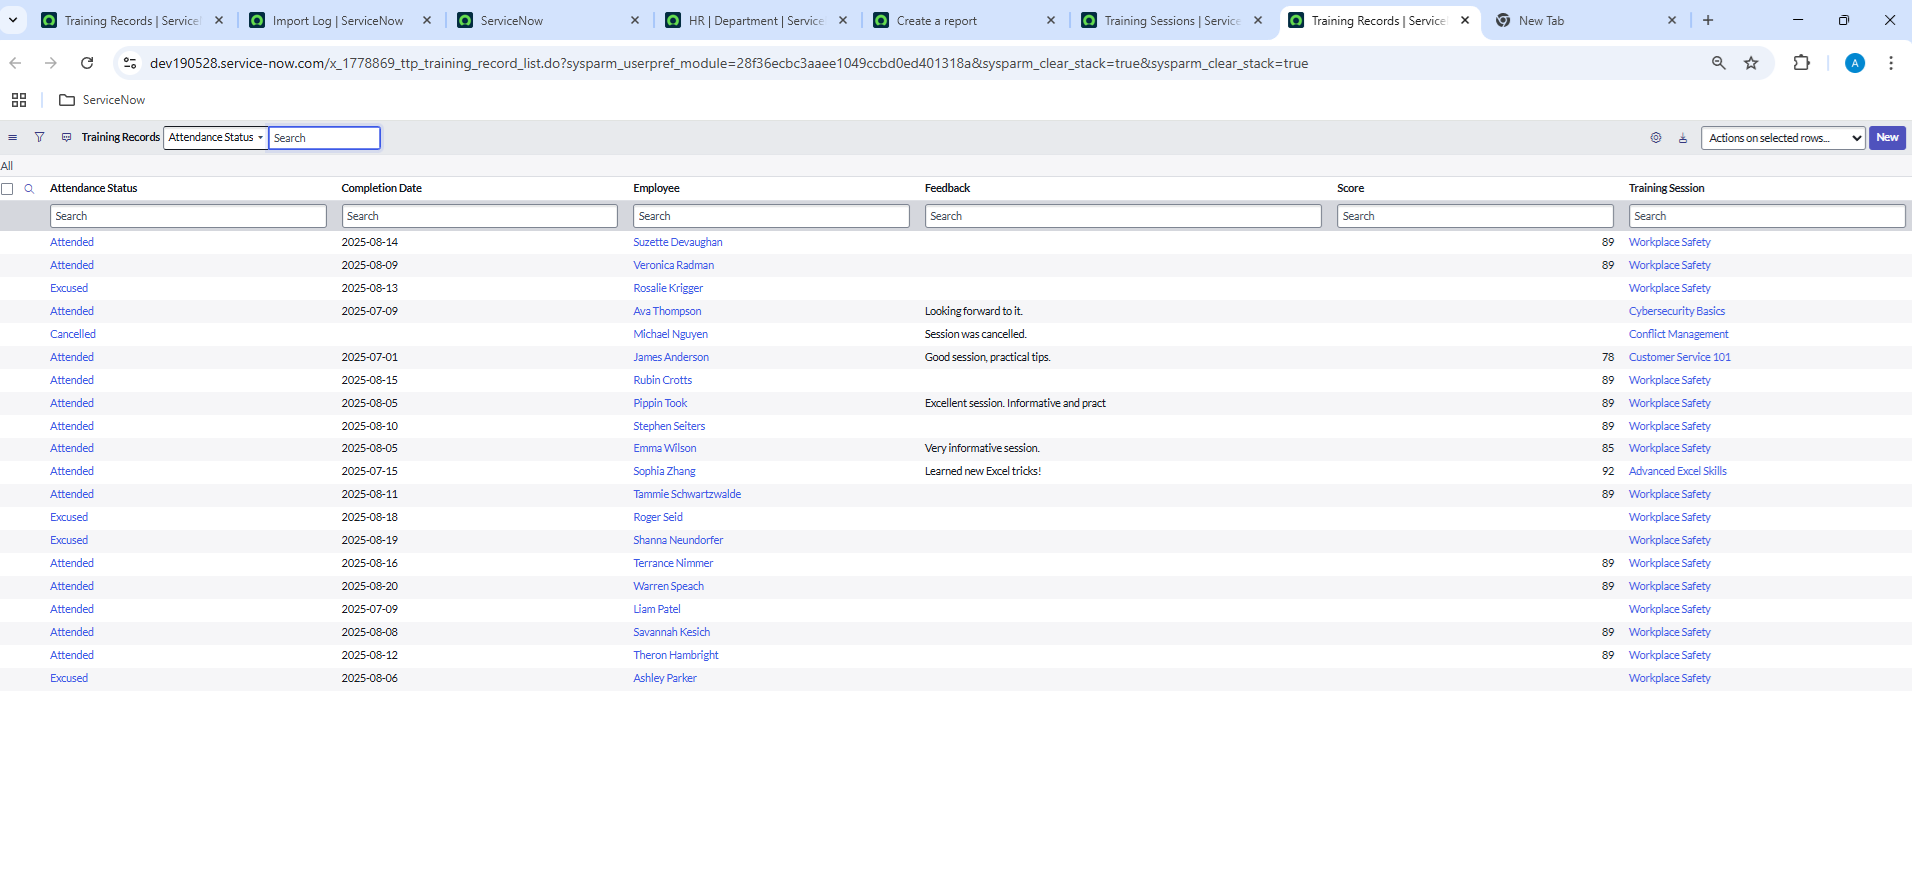 Training Records | Service Import Log | ServiceNow ServiceNow HR | Department | Service Create a report Training Sessions | Service Training Records | Service New Tab
dev190528.service-now.com/x_1778869_ttp_training_record_list.do?sysparm_userpref_module=28f36ecbc3aaee1049ccbd0ed401318a&sysparm_clear_stack=true&sysparm_clear_stack=true A
ServiceNow
Training Records Attendance Status Search Actions on selected rows... New
All
Attendance Status Completion Date Employee Feedback Score Training Session
Search Search Search Search Search Search
Attended 2025-08-14 Suzette Devaughan 89 Workplace Safety
Attended 2025-08-09 Veronica Radman 89 Workplace Safety
Excused 2025-08-13 Rosalie Krigger Workplace Safety
Attended 2025-07-09 Ava Thompson Looking forward to it. Cybersecurity Basics
Cancelled Michael Nguyen Session was cancelled. Conflict Management
Attended 2025-07-01 James Anderson Good session, practical tips. 78 Customer Service 101
Attended 2025-08-15 Rubin Crotts 89 Workplace Safety
Attended 2025-08-05 Pippin Took Excellent session. Informative and pract 89 Workplace Safety
Attended 2025-08-10 Stephen Seiters 89 Workplace Safety
Attended 2025-08-05 Emma Wilson Very informative session. 85 Workplace Safety
Attended 2025-07-15 Sophia Zhang Learned new Excel tricks! 92 Advanced Excel Skills
Attended 2025-08-11 Tammie Schwartzwalde 89 Workplace Safety
Excused 2025-08-18 Roger Seid Workplace Safety
Excused 2025-08-19 Shanna Neundorfer Workplace Safety
Attended 2025-08-16 Terrance Nimmer 89 Workplace Safety
Attended 2025-08-20 Warren Speach 89 Workplace Safety
Attended 2025-07-09 Liam Patel Workplace Safety
Attended 2025-08-08 Savannah Kesich 89 Workplace Safety
Attended 2025-08-12 Theron Hambright 89 Workplace Safety
Excused 2025-08-06 Ashley Parker Workplace Safety